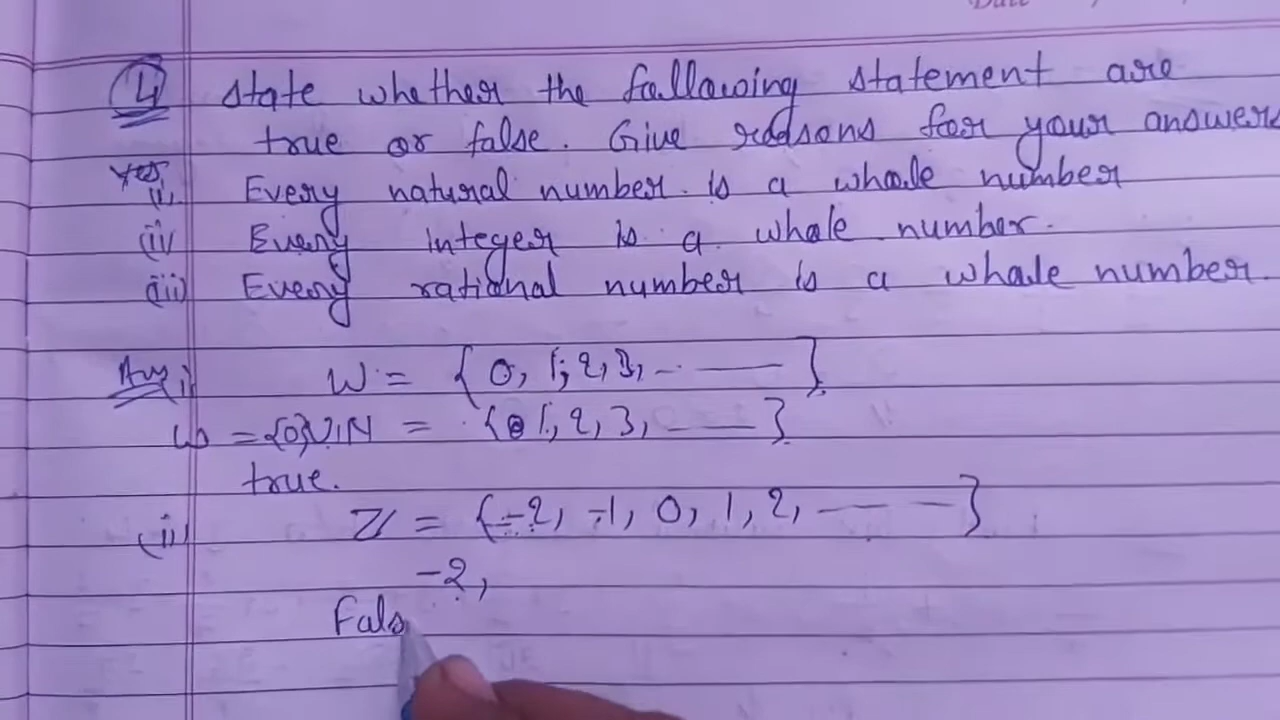 Date
4 State whether the following statement are
true or false. Give reasons for your answers
Yes
(i) Every natural number is a whole number
(ii) Every integer is a whole number.
(iii) Every rational number is a whole number.
Ans i) W = {0, 1, 2, 3, - —— }
W = {0}UN = {0 1, 2, 3, - —— }
true.
(ii) Z = {-2, -1, 0, 1, 2, — — — }
-2,
Fals